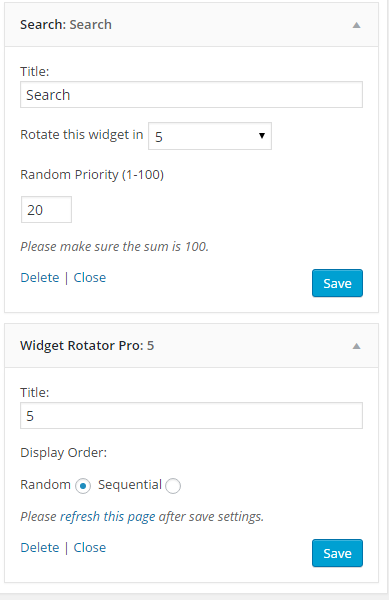 Search: Search
Title:
Search
Rotate this widget in 5
Random Priority (1-100)
20
Please make sure the sum is 100.
Delete | Close
Save
Widget Rotator Pro: 5
Title:
5
Display Order:
Random Sequential
Please refresh this page after save settings.
Delete | Close
Save